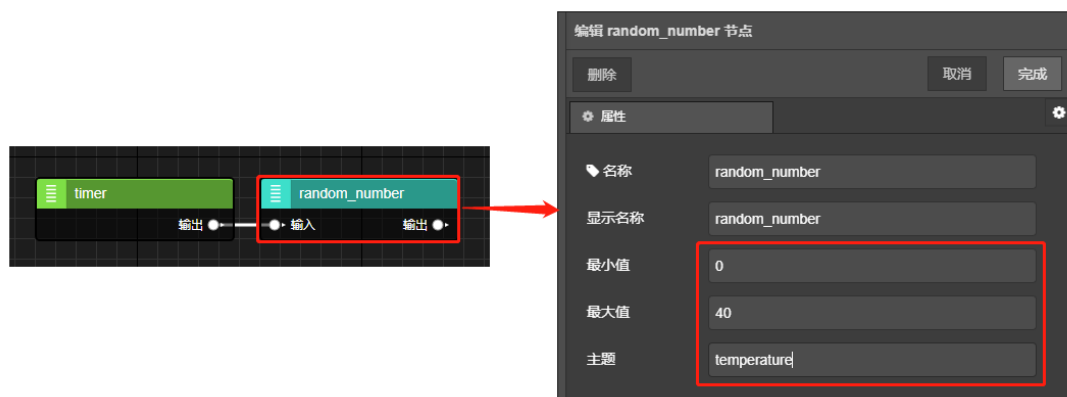 timer
输出
random_number
输入
输出
编辑 random_number 节点
删除
取消
完成
属性
名称
random_number
显示名称
random_number
最小值
0
最大值
40
主题
temperature